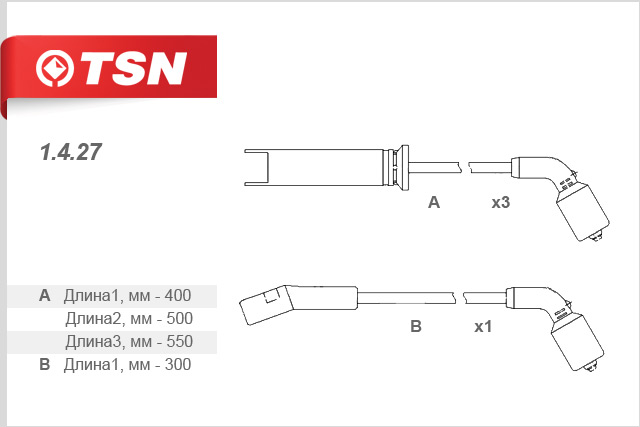 TSN
1.4.27
A x3
A Длина1, мм - 400
Длина2, мм - 500
Длина3, мм - 550
B Длина1, мм - 300
B x1